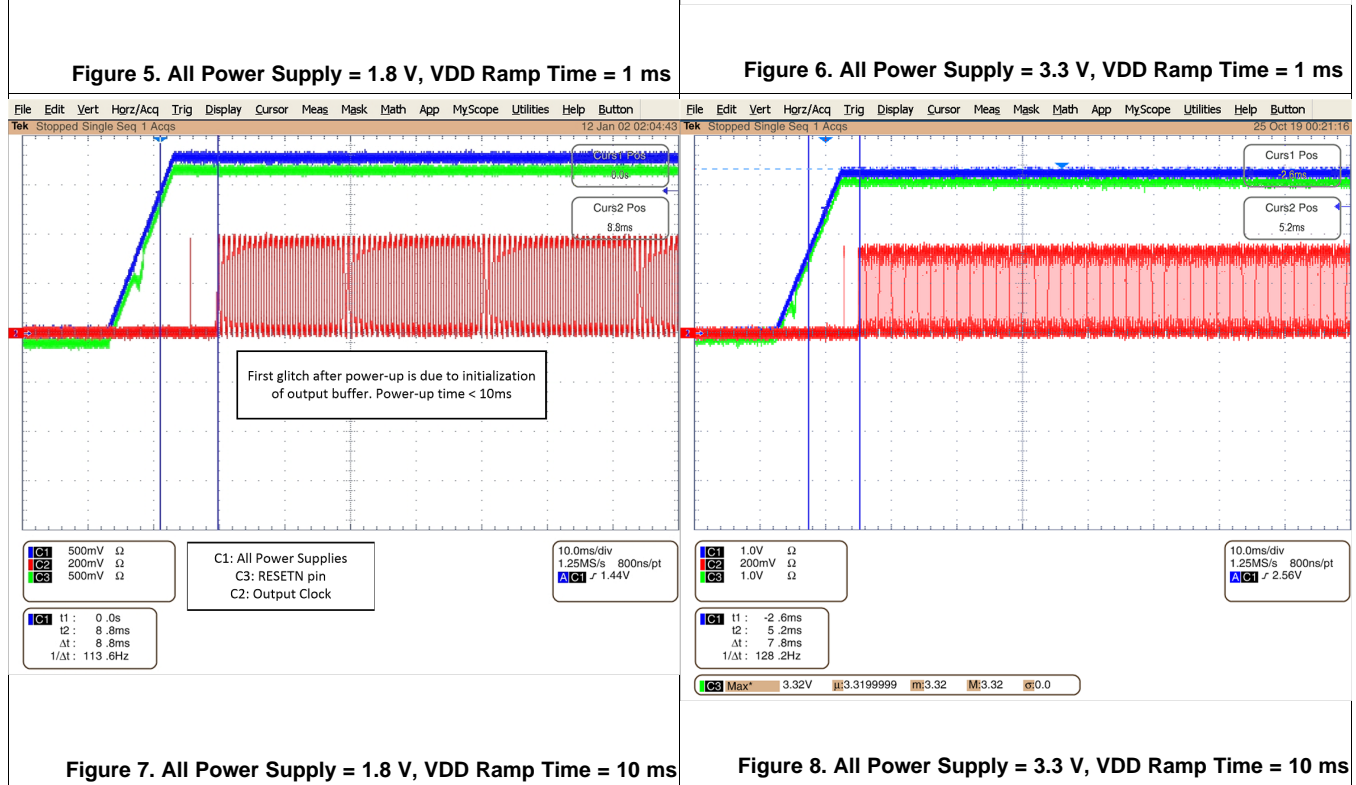 Figure 5. All Power Supply = 1.8 V, VDD Ramp Time = 1 ms
Figure 6. All Power Supply = 3.3 V, VDD Ramp Time = 1 ms
File Edit Vert Horz/Acq Trig Display Cursor Meas Mask Math App MyScope Utilities Help Button
Tek Stopped Single Seq 1 Acqs 12 Jan 02 02:04:43
Curs1 Pos
0.0s
Curs2 Pos
8.8ms
First glitch after power-up is due to initialization
of output buffer. Power-up time < 10ms
C1 500mV Ω
C2 200mV Ω
C3 500mV Ω
C1: All Power Supplies
C3: RESETN pin
C2: Output Clock
10.0ms/div
1.25MS/s 800ns/pt
A C1 1.44V
C1 t1 : 0 .0s
t2 : 8 .8ms
Δt : 8 .8ms
1/Δt : 113 .6Hz
File Edit Vert Horz/Acq Trig Display Cursor Meas Mask Math App MyScope Utilities Help Button
Tek Stopped Single Seq 1 Acqs 25 Oct 19 00:21:16
Curs1 Pos
-2.6ms
Curs2 Pos
5.2ms
C1 1.0V Ω
C2 200mV Ω
C3 1.0V Ω
10.0ms/div
1.25MS/s 800ns/pt
A C1 2.56V
C1 t1 : -2 .6ms
t2 : 5 .2ms
Δt : 7 .8ms
1/Δt : 128 .2Hz
C3 Max* 3.32V μ:3.3199999 m:3.32 M:3.32 σ:0.0
Figure 7. All Power Supply = 1.8 V, VDD Ramp Time = 10 ms
Figure 8. All Power Supply = 3.3 V, VDD Ramp Time = 10 ms